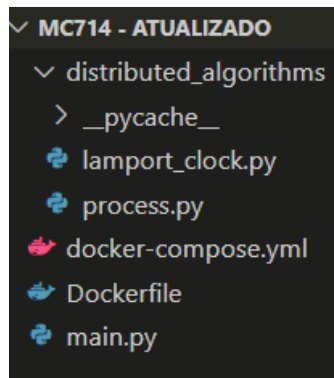 MC714 - ATUALIZADO
distributed_algorithms
__pycache__
lamport_clock.py
process.py
docker-compose.yml
Dockerfile
main.py